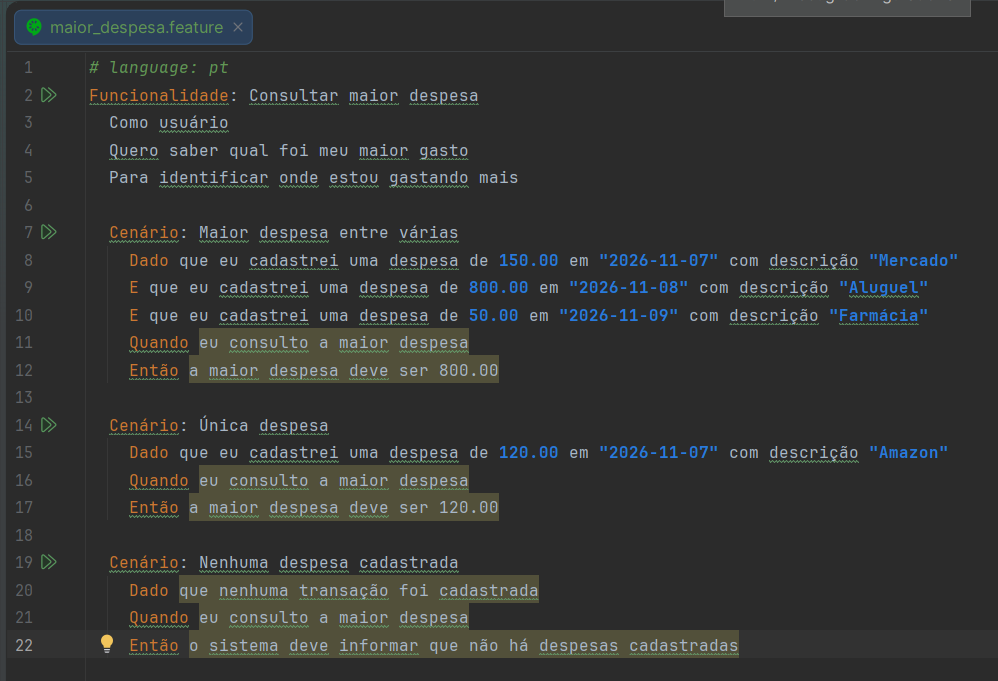 maior_despesa.feature ×
1 # language: pt
2 Funcionalidade: Consultar maior despesa
3 Como usuário
4 Quero saber qual foi meu maior gasto
5 Para identificar onde estou gastando mais
6
7 Cenário: Maior despesa entre várias
8 Dado que eu cadastrei uma despesa de 150.00 em "2026-11-07" com descrição "Mercado"
9 E que eu cadastrei uma despesa de 800.00 em "2026-11-08" com descrição "Aluguel"
10 E que eu cadastrei uma despesa de 50.00 em "2026-11-09" com descrição "Farmácia"
11 Quando eu consulto a maior despesa
12 Então a maior despesa deve ser 800.00
13
14 Cenário: Única despesa
15 Dado que eu cadastrei uma despesa de 120.00 em "2026-11-07" com descrição "Amazon"
16 Quando eu consulto a maior despesa
17 Então a maior despesa deve ser 120.00
18
19 Cenário: Nenhuma despesa cadastrada
20 Dado que nenhuma transação foi cadastrada
21 Quando eu consulto a maior despesa
22 Então o sistema deve informar que não há despesas cadastradas